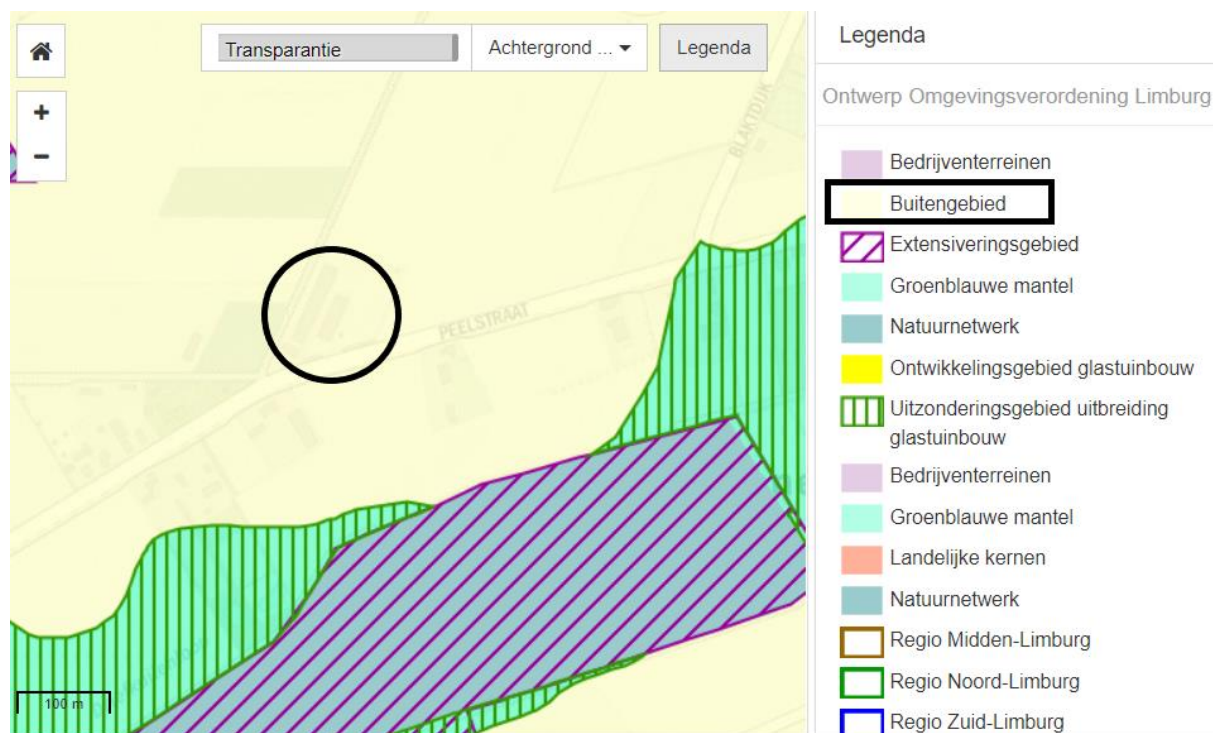 Transparantie
Achtergrond ...
Legenda
+
−
BLAKTDIJK
PEELSTRAAT
100 m
Legenda
Ontwerp Omgevingsverordening Limburg
Bedrijventerreinen
Buitengebied
Extensiveringsgebied
Groenblauwe mantel
Natuurnetwerk
Ontwikkelingsgebied glastuinbouw
Uitzonderingsgebied uitbreiding
glastuinbouw
Bedrijventerreinen
Groenblauwe mantel
Landelijke kernen
Natuurnetwerk
Regio Midden-Limburg
Regio Noord-Limburg
Regio Zuid-Limburg